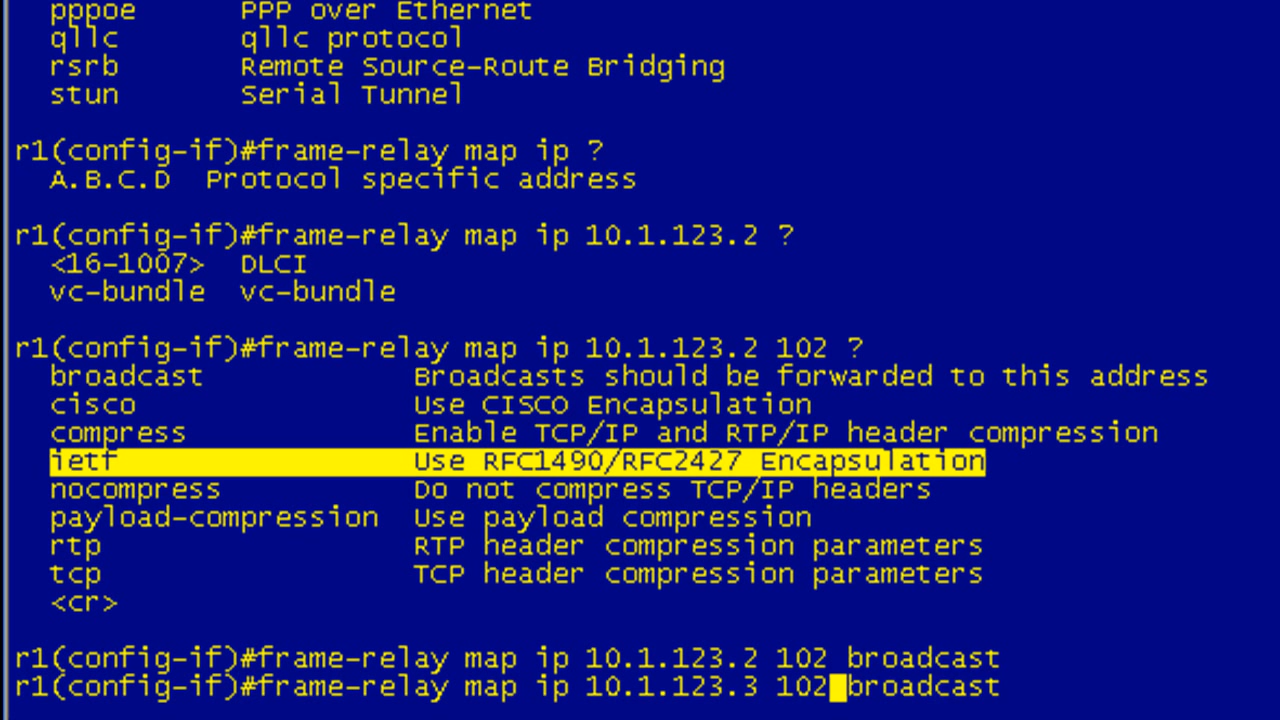 pppoe PPP over Ethernet
qllc qllc protocol
rsrb Remote Source-Route Bridging
stun Serial Tunnel
r1(config-if)#frame-relay map ip ?
A.B.C.D Protocol specific address
r1(config-if)#frame-relay map ip 10.1.123.2 ?
<16-1007> DLCI
vc-bundle vc-bundle
r1(config-if)#frame-relay map ip 10.1.123.2 102 ?
broadcast Broadcasts should be forwarded to this address
cisco Use CISCO Encapsulation
compress Enable TCP/IP and RTP/IP header compression
ietf Use RFC1490/RFC2427 Encapsulation
nocompress Do not compress TCP/IP headers
payload-compression Use payload compression
rtp RTP header compression parameters
tcp TCP header compression parameters
<cr>
r1(config-if)#frame-relay map ip 10.1.123.2 102 broadcast
r1(config-if)#frame-relay map ip 10.1.123.3 102 broadcast